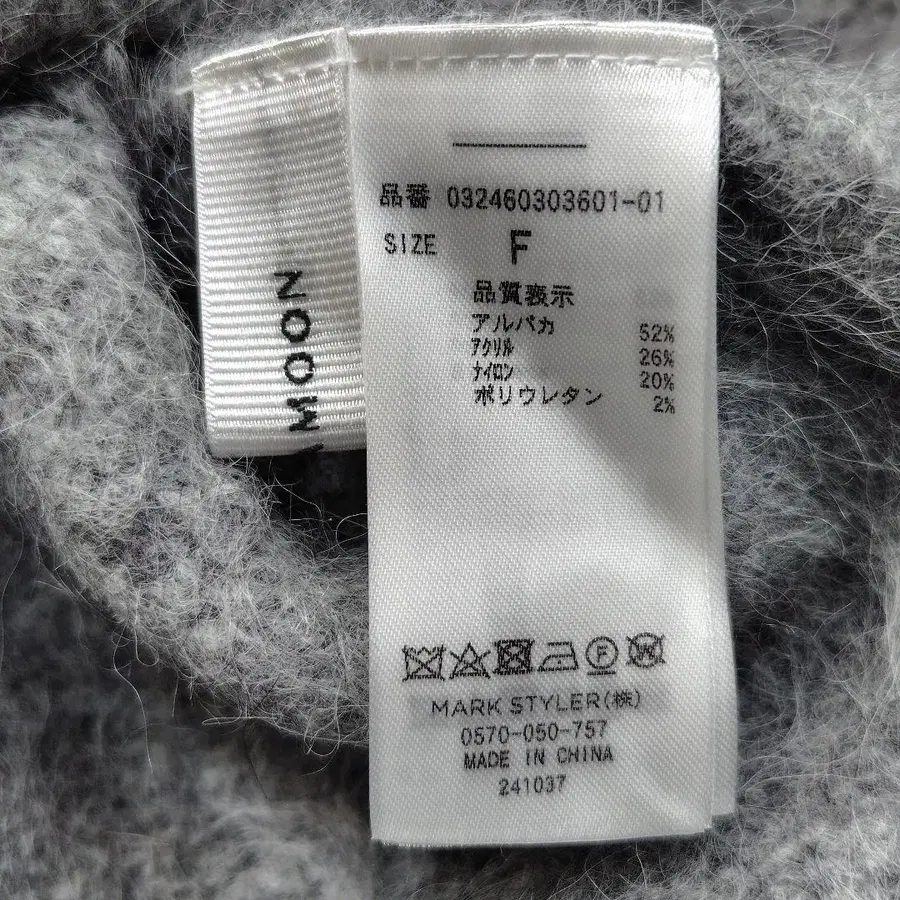 MOON
品番 032460303601-01
SIZE F
品質表示
アルパカ 52%
アクリル 26%
ナイロン 20%
ポリウレタン 2%
F W
MARK STYLER(株)
0570-050-757
MADE IN CHINA
241037